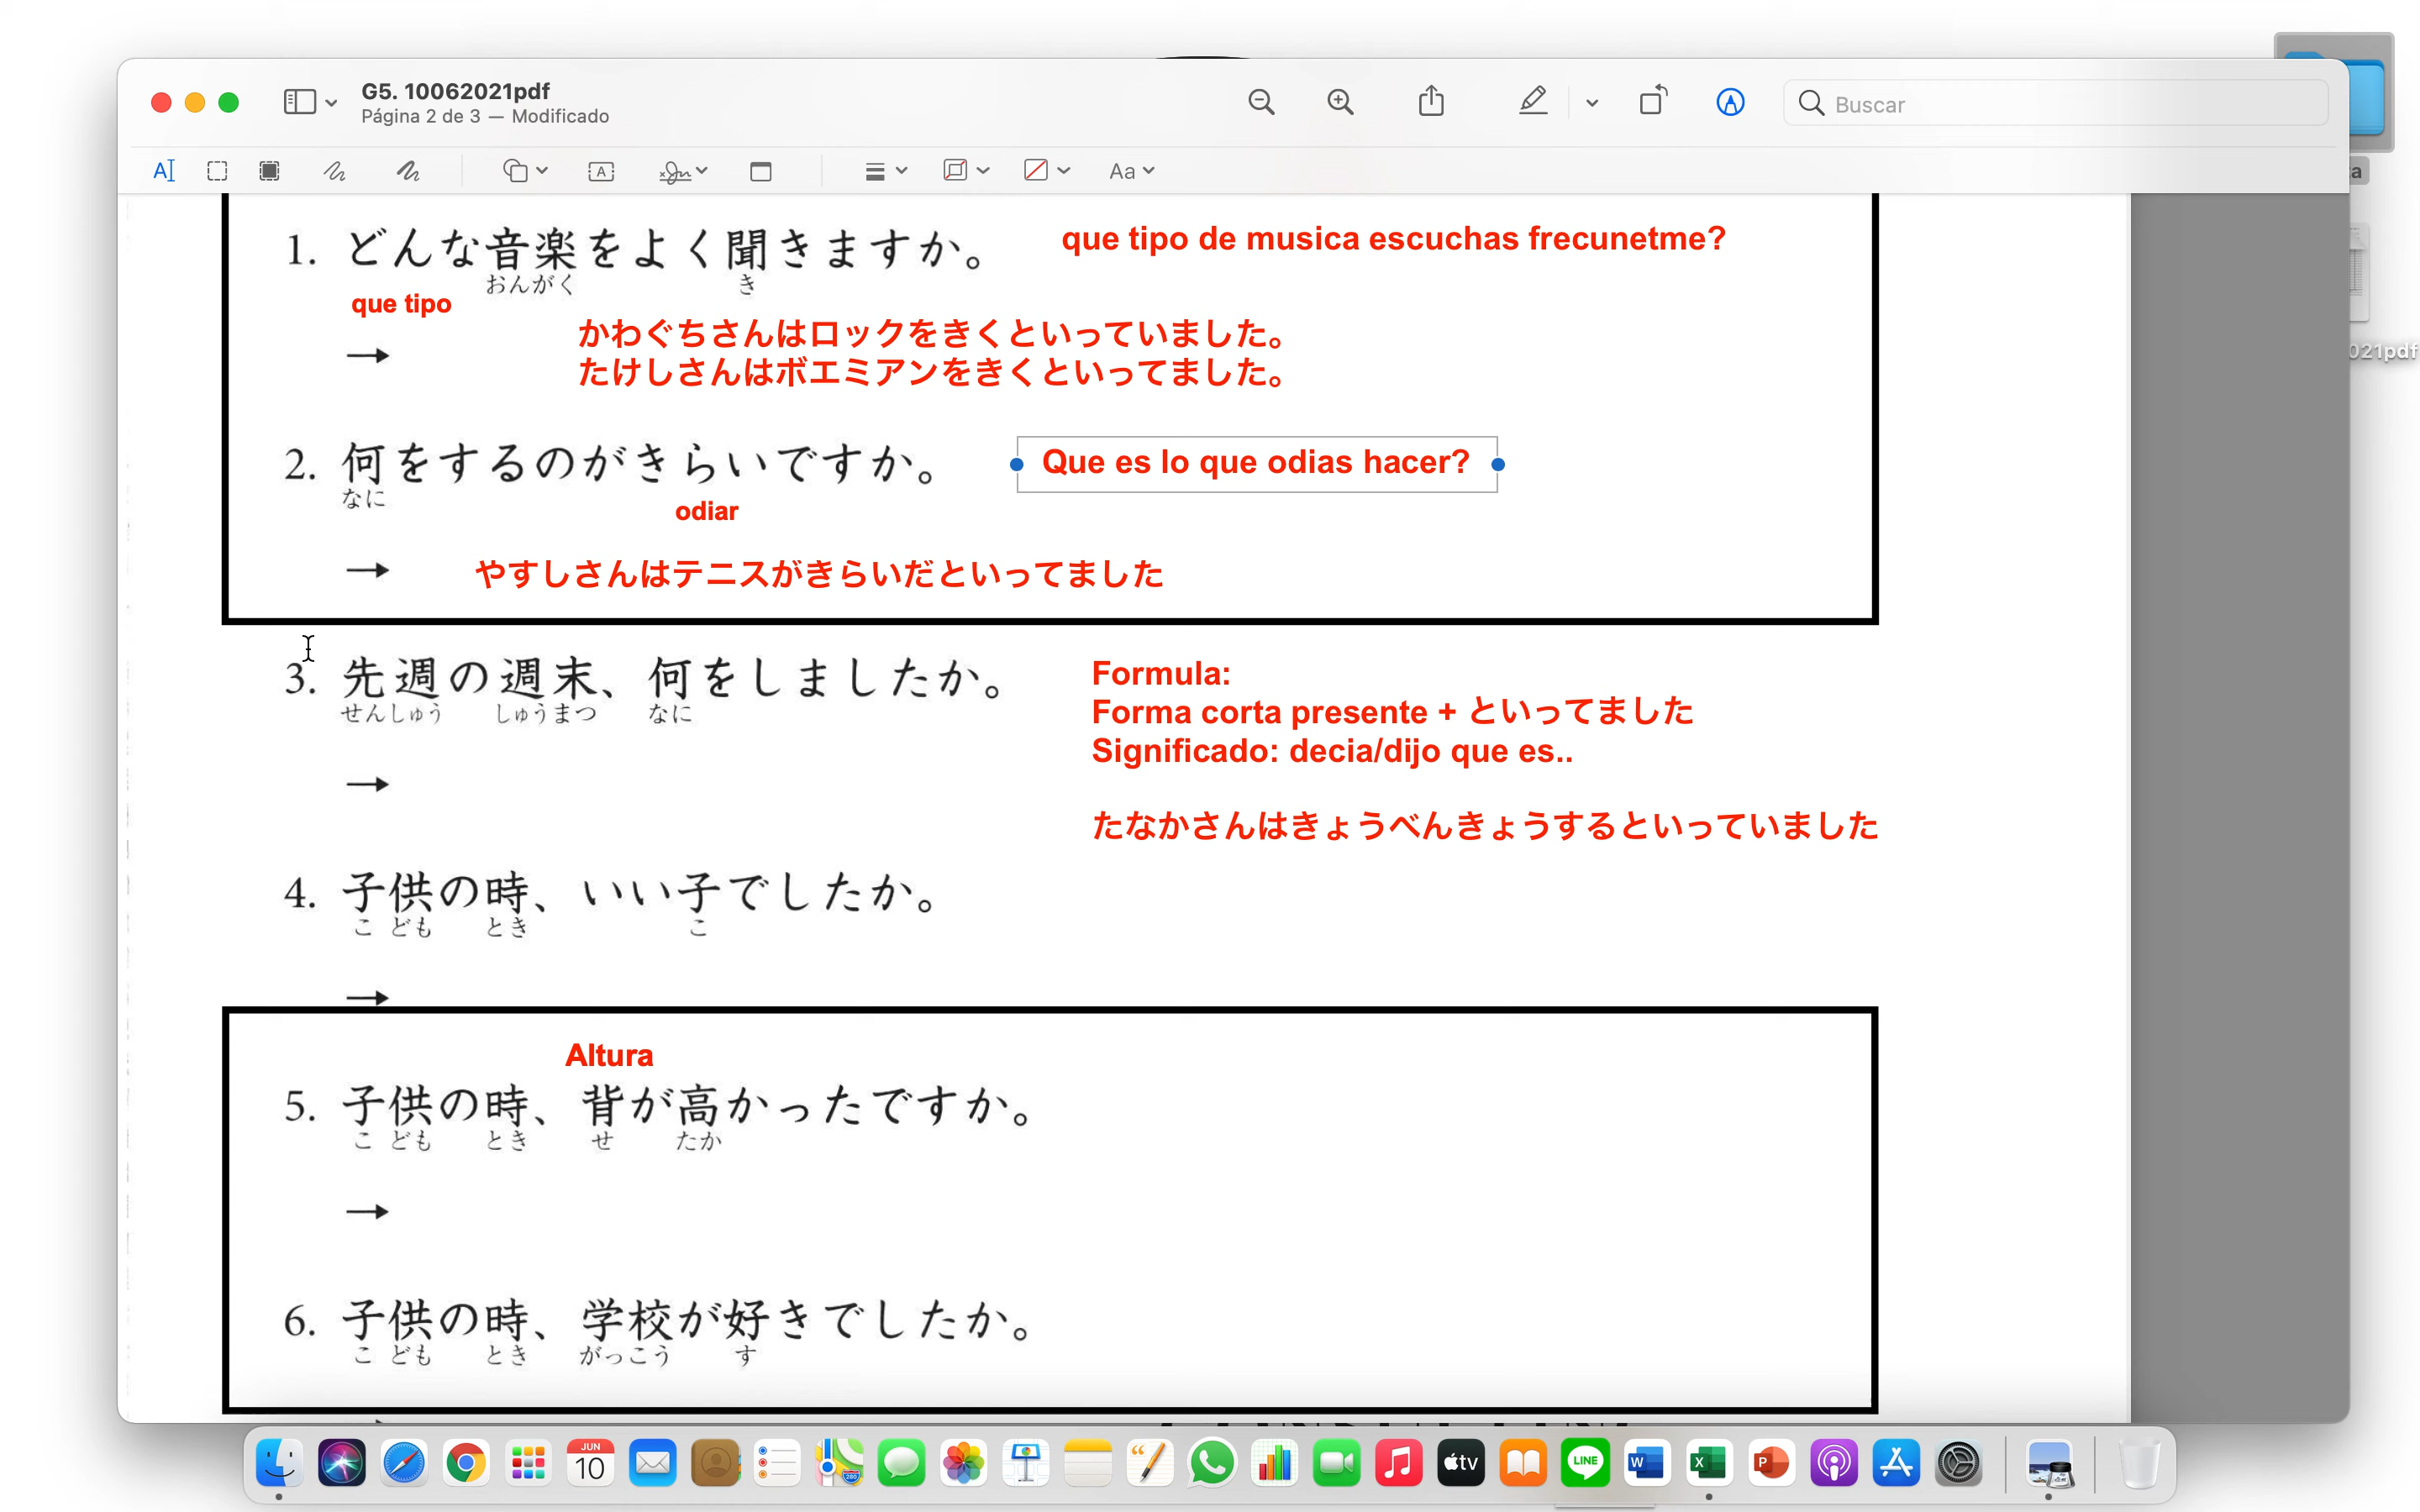 G5. 10062021pdf
Página 2 de 3 — Modificado
Buscar
Aa
a
1. どんな音楽をよく聞きますか。
おんがく き
que tipo de musica escuchas frecunetme?
que tipo
→
かわぐちさんはロックをきくといっていました。
たけしさんはボエミアンをきくといってました。
021pdf
2. 何をするのがきらいですか。
なに
Que es lo que odias hacer?
odiar
→ やすしさんはテニスがきらいだといってました
3. 先週の週末、何をしましたか。
せんしゅう しゅうまつ なに
→
Formula:
Forma corta presente + といってました
Significado: decia/dijo que es..
たなかさんはきょうべんきょうするといっていました
4. 子供の時、いい子でしたか。
こ ども とき こ
→
Altura
5. 子供の時、背が高かったですか。
こ ども とき せ たか
→
6. 子供の時、学校が好きでしたか。
こ ども とき がっこう す
JUN
10
280
tv
LINE
W
X
P